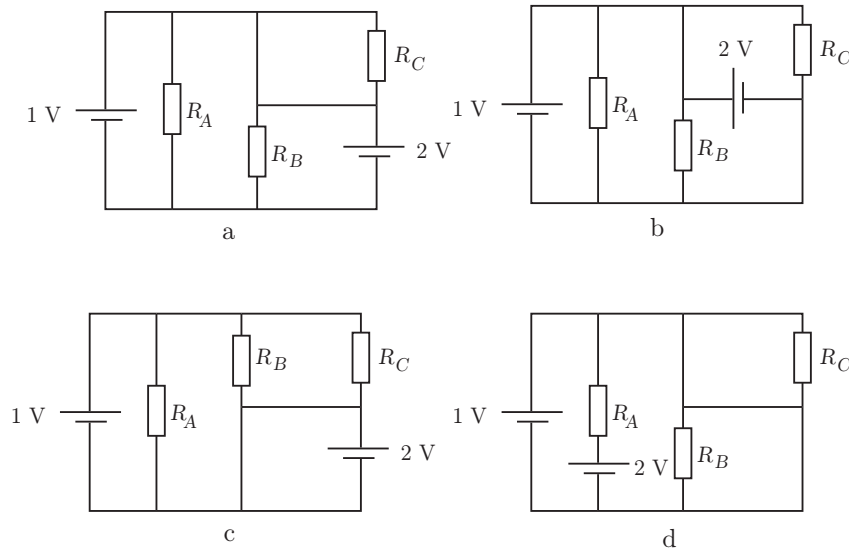 1 V
R_A
R_B
R_C
2 V
a
1 V
R_A
R_B
2 V
R_C
b
1 V
R_A
R_B
R_C
2 V
c
1 V
R_A
2 V
R_B
R_C
d